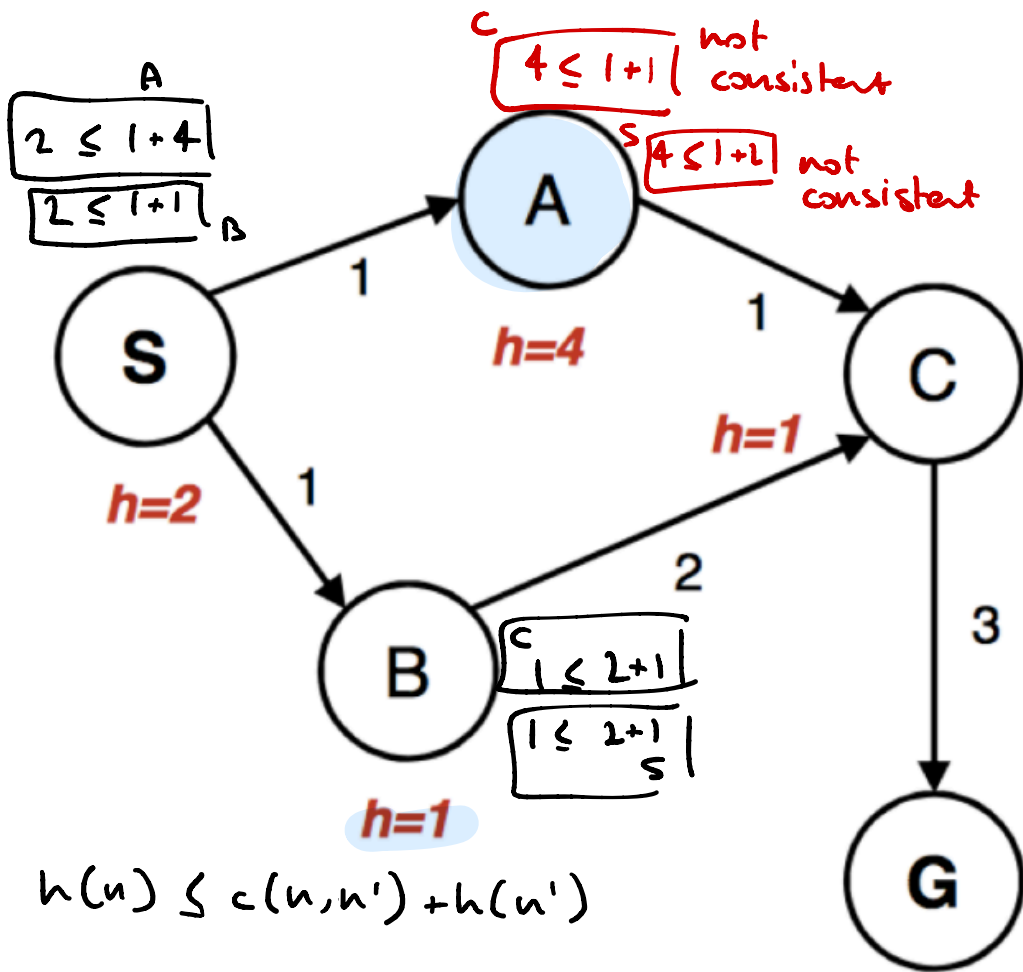 C
4 ≤ 1+1
not
consistent
A
2 ≤ 1+4
2 ≤ 1+1
B
S
4 ≤ 1+2
not
consistent
A
1
1
S
h=4
C
h=1
h=2
1
2
3
B
C
1 ≤ 2+1
1 ≤ 2+1
S
h=1
h(n) ≤ c(n,n') + h(n')
G